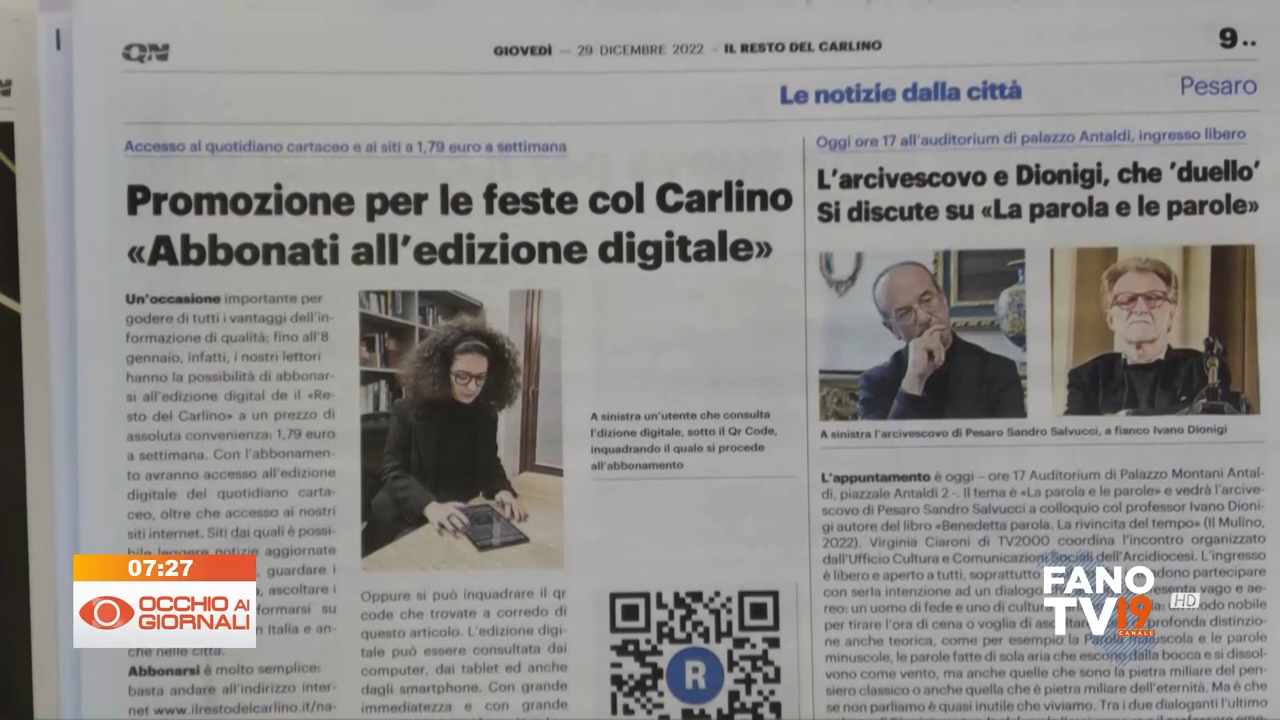 QN
GIOVEDÌ — 29 DICEMBRE 2022 – IL RESTO DEL CARLINO
9..
Le notizie dalla città
Pesaro
Accesso al quotidiano cartaceo e ai siti a 1,79 euro a settimana
Promozione per le feste col Carlino
«Abbonati all'edizione digitale»
Un'occasione importante per
godere di tutti i vantaggi dell'in-
formazione di qualità: fino all'8
gennaio, infatti, i nostri lettori
hanno la possibilità di abbonar-
si all'edizione digital de il «Re-
sto del Carlino» a un prezzo di
assoluta convenienza: 1,79 euro
a settimana. Con l'abbonamen-
to avranno accesso all'edizione
digitale del quotidiano carta-
ceo, oltre che accesso ai nostri
siti internet. Siti dai quali è possi-
bile leggere notizie aggiornate
, guardare i
, ascoltare i
formarsi su
n Italia e an-
che nelle città.
Abbonarsi è molto semplice:
basta andare all'indirizzo inter-
net www.ilrestodelcarlino.it/na-
A sinistra un'utente che consulta
l'dizione digitale, sotto il Qr Code,
inquadrando il quale si procede
all'abbonamento
Oppure si può inquadrare il qr
code che trovate a corredo di
questo articolo. L'edizione digi-
tale può essere consultata dai
computer, dai tablet ed anche
dagli smartphone. Con grande
immediatezza e con grande
R
Oggi ore 17 all'auditorium di palazzo Antaldi, ingresso libero
L'arcivescovo e Dionigi, che 'duello'
Si discute su «La parola e le parole»
A sinistra l'arcivescovo di Pesaro Sandro Salvucci, a fianco Ivano Dionigi
L'appuntamento è oggi – ore 17 Auditorium di Palazzo Montani Antal-
di, piazzale Antaldi 2 -. Il tema è «La parola e le parole» e vedrà l'arcive-
scovo di Pesaro Sandro Salvucci a colloquio col professor Ivano Dioni-
gi autore del libro «Benedetta parola. La rivincita del tempo» (Il Mulino,
2022). Virginia Ciaroni di TV2000 coordina l'incontro organizzato
dall'Ufficio Cultura e Comunicazioni Sociali dell'Arcidiocesi. L'ingresso
è libero e aperto a tutti, soprattutto dono partecipare
con serla intenzione ad un dialogo esenta vago e ae-
reo: un uomo di fede e uno di cultur modo nobile
per tirare l'ora di cena o voglia di profonda distinzio-
ne anche teorica, come per esempio la Parola maiuscola e le parole
minuscole, le parole fatte di sola aria che escono dalla bocca e si dissol-
vono come vento, ma anche quelle che sono la pietra miliare del pen-
siero classico o anche quella che è pietra miliare dell'eternità. Ma è che
se non parliamo è quasi inutile che viviamo. Tra i due dialoganti l'ultimo
07:27
OCCHIO AI
GIORNALI
FANO
TV19
CANALE
HD